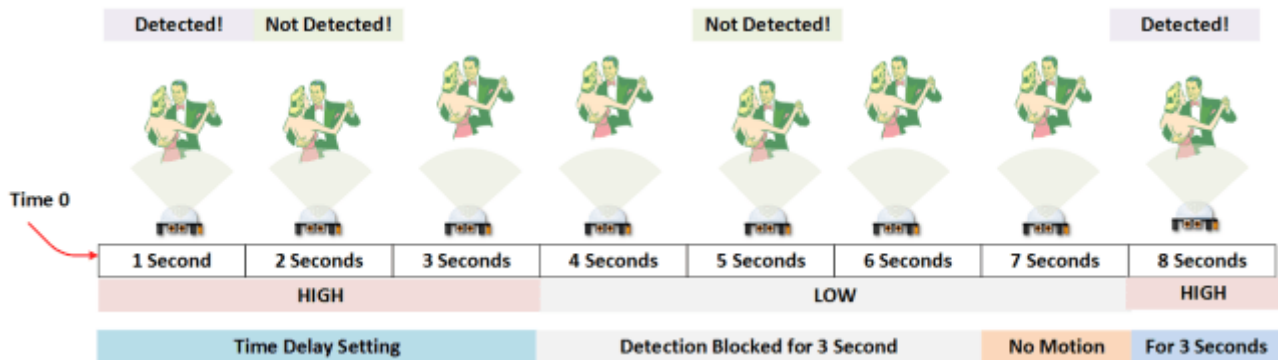 Detected!
Not Detected!
Not Detected!
Detected!
Time 0
1 Second
2 Seconds
3 Seconds
4 Seconds
5 Seconds
6 Seconds
7 Seconds
8 Seconds
HIGH
LOW
HIGH
Time Delay Setting
Detection Blocked for 3 Second
No Motion
For 3 Seconds